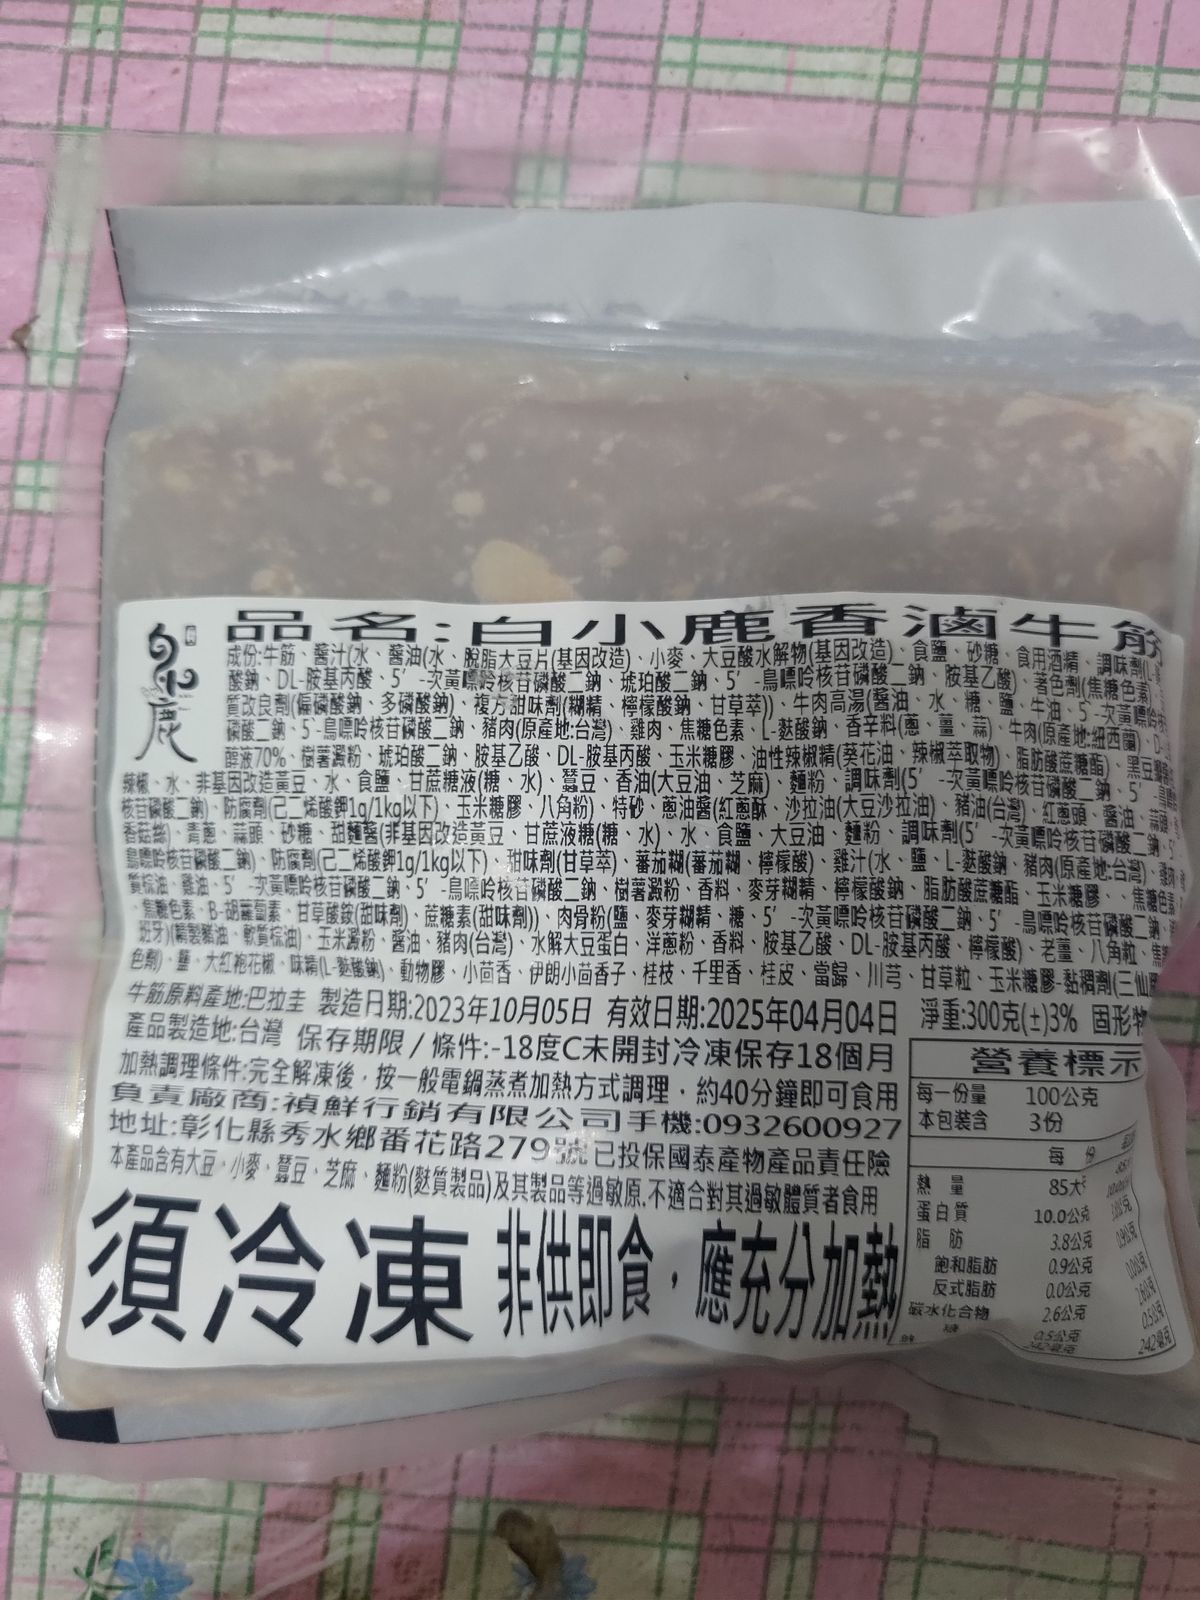 白小鹿
品名:白小鹿香滷牛筋
成份:牛筋、醬汁(水、醬油(水、脫脂大豆片(基因改造)、小麥、大豆酸水解物(基因改造)、食鹽、砂糖、食用酒精、調味劑(L-麩
酸鈉、DL-胺基丙酸、5'-次黃嘌呤核苷磷酸二鈉、琥珀酸二鈉、5'-鳥嘌呤核苷磷酸二鈉、胺基乙酸)、著色劑(焦糖色素)、
質改良劑(偏磷酸鈉、多磷酸鈉)、複方甜味劑(糊精、檸檬酸鈉、甘草萃))、牛肉高湯(醬油、水、糖、鹽、牛油、5'-次黃嘌呤
磷酸二鈉、5'-鳥嘌呤核苷磷酸二鈉、豬肉(原產地:台灣)、雞肉、焦糖色素、L-麩酸鈉、香辛料(蔥、薑、蒜)、牛肉(原產地:紐西蘭)、D-
醇液70%、樹薯澱粉、琥珀酸二鈉、胺基乙酸、DL-胺基丙酸、玉米糖膠、油性辣椒精(葵花油、辣椒萃取物)、脂肪酸蔗糖酯)、黑豆瓣
辣椒、水、非基因改造黃豆、水、食鹽、甘蔗糖液(糖、水)、蠶豆、香油(大豆油、芝麻)、麵粉、調味劑(5'-次黃嘌呤核苷磷酸二鈉、5'
核苷磷酸二鈉)、防腐劑(己二烯酸鉀1g/1kg以下)、玉米糖膠、八角粉)、特砂、蔥油醬(紅蔥酥、沙拉油(大豆沙拉油)、豬油(台灣)、紅蔥頭、醬油、蒜頭、
香菇絲)、青蔥、蒜頭、砂糖、甜麵醬(非基因改造黃豆、甘蔗液糖(糖、水)、水、食鹽、大豆油、麵粉、調味劑(5'-次黃嘌呤核苷磷酸二鈉、5'
鳥嘌呤核苷磷酸二鈉)、防腐劑(己二烯酸鉀1g/1kg以下)、甜味劑(甘草萃)、蕃茄糊(蕃茄糊、檸檬酸)、雞汁(水、鹽、L-麩酸鈉、豬肉(原產地:台灣)、雞肉
質棕油、雞油、5'-次黃嘌呤核苷磷酸二鈉、5'-鳥嘌呤核苷磷酸二鈉、樹薯澱粉、香料、麥芽糊精、檸檬酸鈉、脂肪酸蔗糖酯、玉米糖膠、
、焦糖色素、B-胡蘿蔔素、甘草酸銨(甜味劑)、蔗糖素(甜味劑))、肉骨粉(鹽、麥芽糊精、糖、5'-次黃嘌呤核苷磷酸二鈉、5'-鳥嘌呤核苷磷酸二鈉、
班牙)(精製豬油、軟質棕油)、玉米澱粉、醬油、豬肉(台灣)、水解大豆蛋白、洋蔥粉、香料、胺基乙酸、DL-胺基丙酸、檸檬酸)、老薑、八角粒、焦
色劑)、鹽、大紅袍花椒、味精(L-麩酸鈉)、動物膠、小茴香、伊朗小茴香子、桂枝、千里香、桂皮、當歸、川芎、甘草粒、玉米糖膠-黏稠劑(三仙膠
牛筋原料產地:巴拉圭 製造日期:2023年10月05日 有效日期:2025年04月04日 淨重:300克(±)3% 固形物
產品製造地:台灣 保存期限/條件:-18度C未開封冷凍保存18個月
加熱調理條件:完全解凍後,按一般電鍋蒸煮加熱方式調理,約40分鐘即可食用
負責廠商:禎鮮行銷有限公司手機:0932600927
地址:彰化縣秀水鄉番花路279號已投保國泰產物產品責任險
本產品含有大豆、小麥、蠶豆、芝麻、麵粉(麩質製品)及其製品等過敏原.不適合對其過敏體質者食用
須冷凍 非供即食,應充分加熱
營養標示
每一份量 100公克
本包裝含 3份
每 份
熱 量 85大
蛋白質 10.0公克
脂 肪 3.8公克
飽和脂肪 0.9公克
反式脂肪 0.0公克
碳水化合物 2.6公克
糖 0.5公克
242毫克